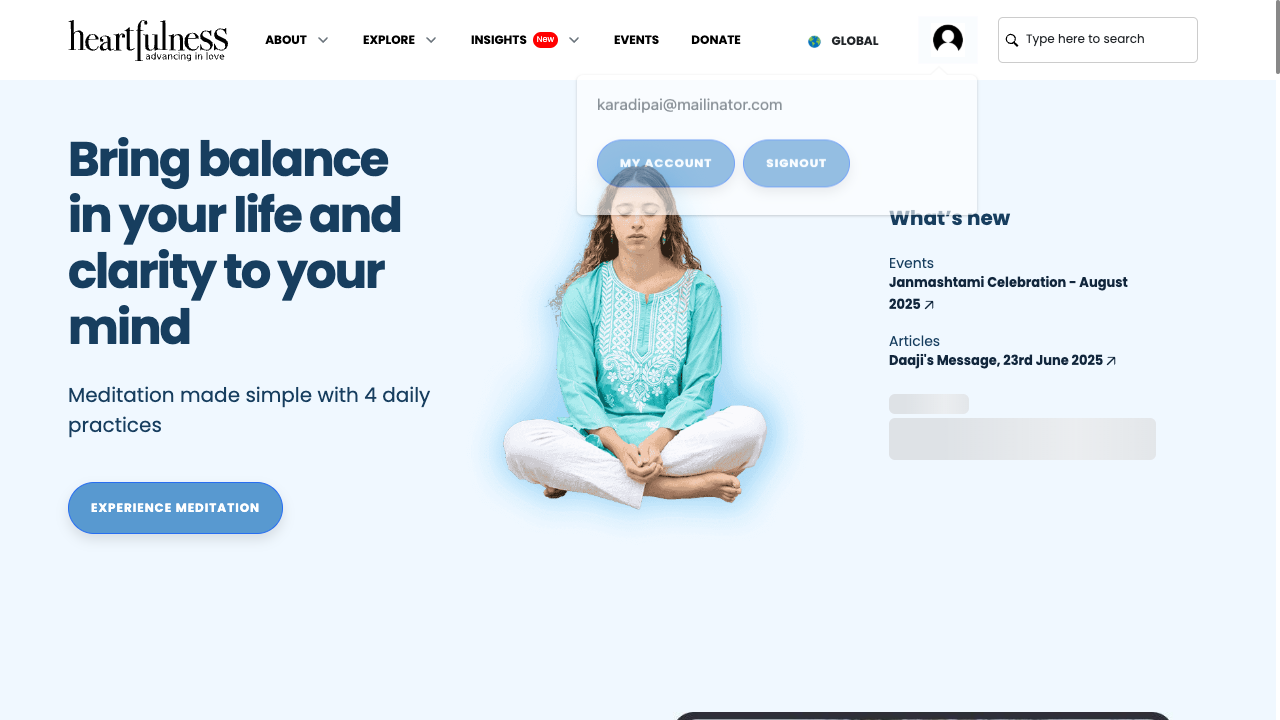 heartfulness
advancing in love
ABOUT
EXPLORE
INSIGHTS New
EVENTS
DONATE
GLOBAL
Type here to search
karadipai@mailinator.com
MY ACCOUNT
SIGNOUT
Bring balance
in your life and
clarity to your
mind
Meditation made simple with 4 daily
practices
EXPERIENCE MEDITATION
What's new
Events
Janmashtami Celebration - August
2025
Articles
Daaji's Message, 23rd June 2025